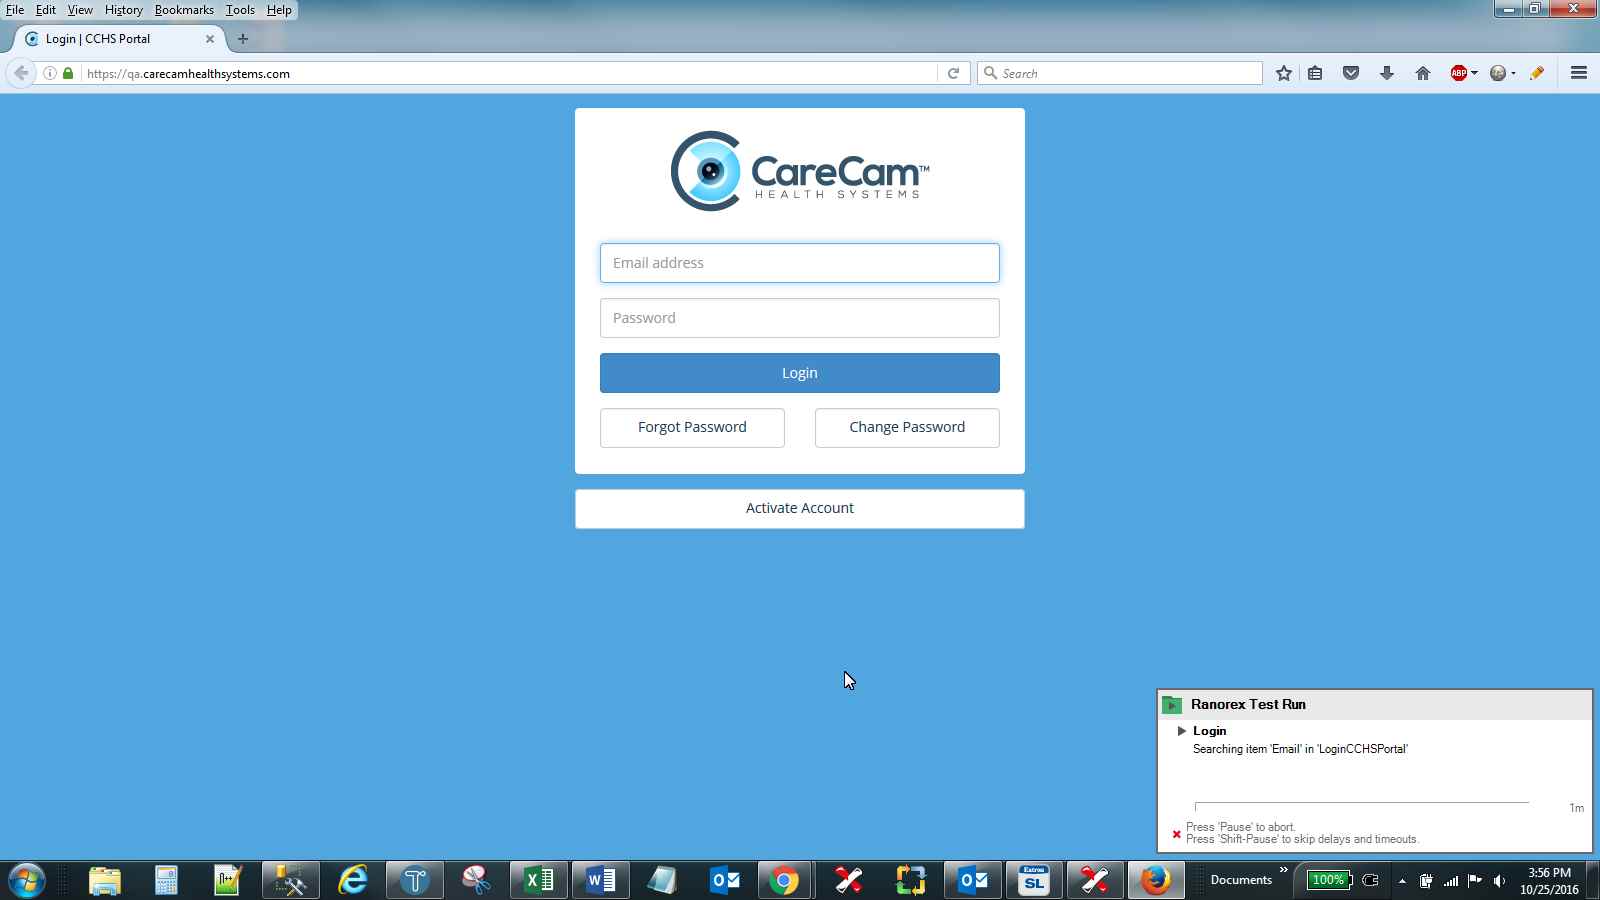 File Edit View History Bookmarks Tools Help
Login | CCHS Portal
https://qa.carecamhealthsystems.com
Search
ABP
CareCam™
HEALTH SYSTEMS
Email address
Password
Login
Forgot Password
Change Password
Activate Account
Ranorex Test Run
Login
Searching item 'Email' in 'LoginCCHSPortal'
1m
Press 'Pause' to abort.
Press 'Shift-Pause' to skip delays and timeouts.
Extron
SL
Documents
100%
3:56 PM
10/25/2016